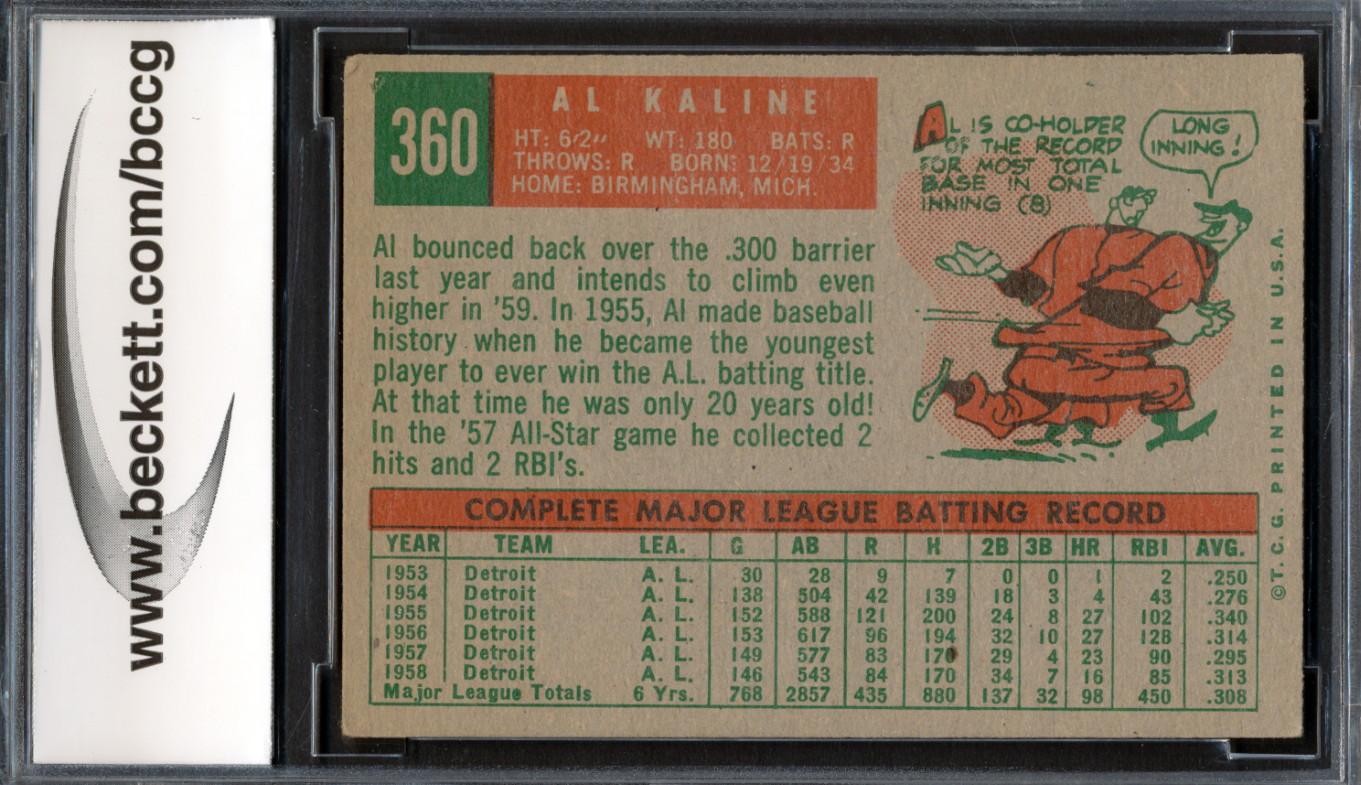 www.beckett.com/bccg
360
AL KALINE
HT: 6'2" WT: 180 BATS: R
THROWS: R BORN: 12/19/34
HOME: BIRMINGHAM, MICH.
AL IS CO-HOLDER
OF THE RECORD
FOR MOST TOTAL
BASE IN ONE
INNING (8)
LONG
INNING!
Al bounced back over the .300 barrier
last year and intends to climb even
higher in '59. In 1955, Al made baseball
history when he became the youngest
player to ever win the A.L. batting title.
At that time he was only 20 years old!
In the '57 All-Star game he collected 2
hits and 2 RBI's.
COMPLETE MAJOR LEAGUE BATTING RECORD
YEAR TEAM LEA. G AB R H 2B 3B HR RBI AVG.
1953 Detroit A. L. 30 28 9 7 0 0 1 2 .250
1954 Detroit A. L. 138 504 42 139 18 3 4 43 .276
1955 Detroit A. L. 152 588 121 200 24 8 27 102 .340
1956 Detroit A. L. 153 617 96 194 32 10 27 128 .314
1957 Detroit A. L. 149 577 83 170 29 4 23 90 .295
1958 Detroit A. L. 146 543 84 170 34 7 16 85 .313
Major League Totals 6 Yrs. 768 2857 435 880 137 32 98 450 .308
©T. C. G. PRINTED IN U.S.A.